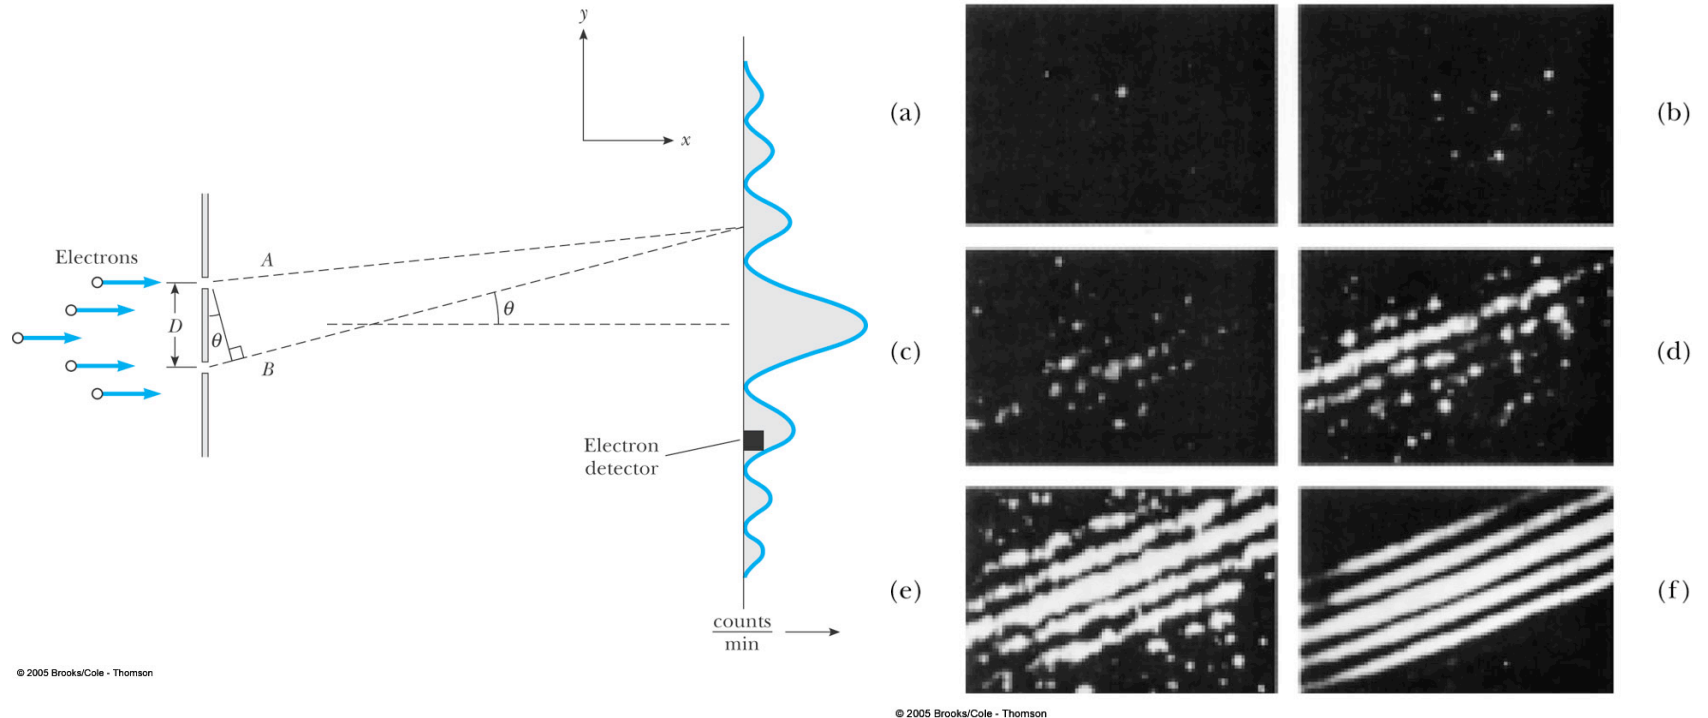 y
x
Electrons
A
D
θ
θ
B
Electron
detector
counts
min
© 2005 Brooks/Cole - Thomson
(a)
(b)
(c)
(d)
(e)
(f)
© 2005 Brooks/Cole - Thomson